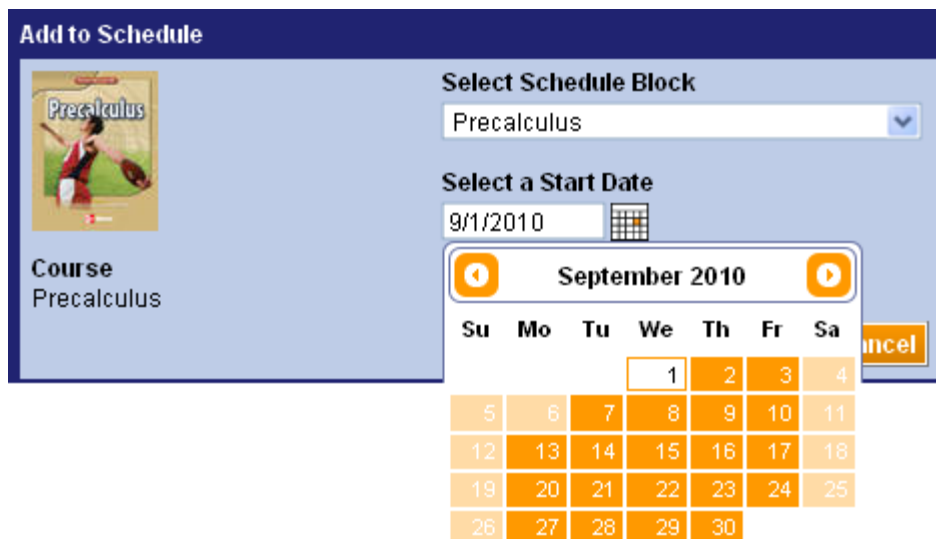 Add to Schedule
Precalculus
Course
Precalculus
Select Schedule Block
Precalculus
Select a Start Date
9/1/2010
September 2010
Su Mo Tu We Th Fr Sa
1 2 3 4
5 6 7 8 9 10 11
12 13 14 15 16 17 18
19 20 21 22 23 24 25
26 27 28 29 30